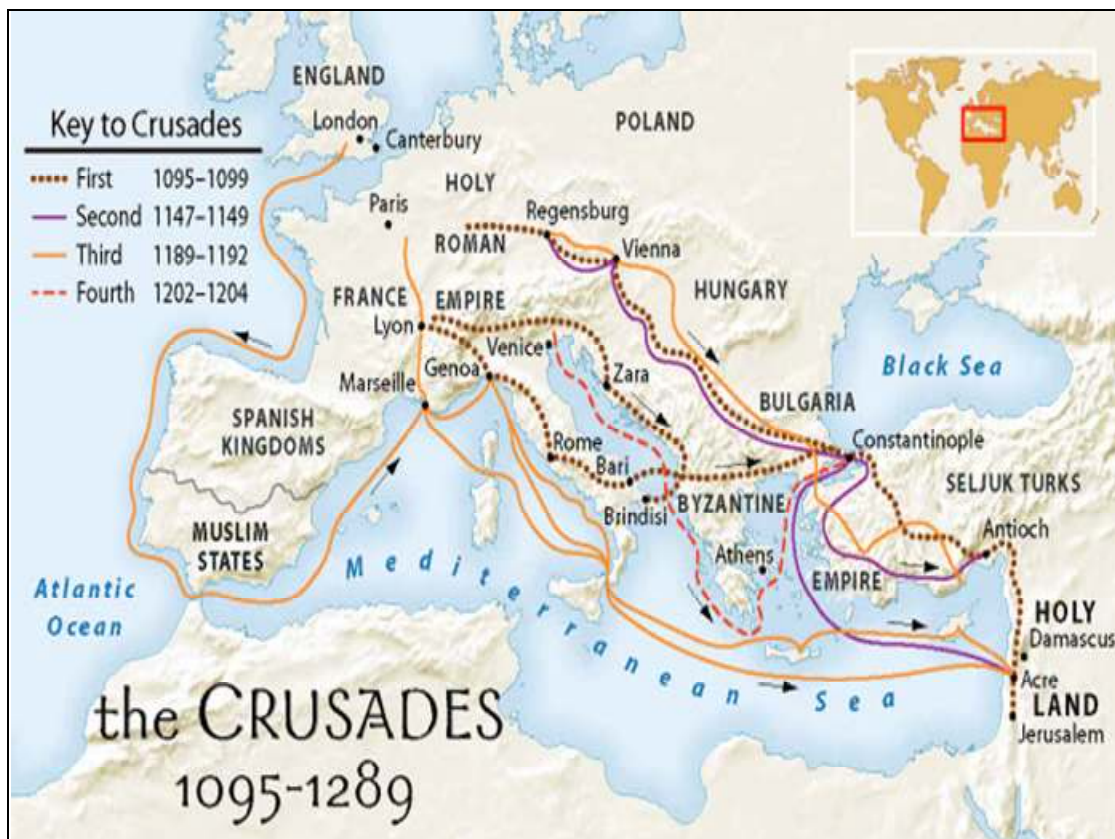 ENGLAND
London
Canterbury
POLAND
Key to Crusades
First 1095–1099
Second 1147–1149
Third 1189–1192
Fourth 1202–1204
HOLY
Paris
Regensburg
ROMAN
Vienna
HUNGARY
FRANCE
EMPIRE
Lyon
Venice
Genoa
Zara
Marseille
Black Sea
BULGARIA
SPANISH
KINGDOMS
Rome
Bari
Constantinople
BYZANTINE
SELJUK TURKS
Brindisi
MUSLIM
STATES
Antioch
Athens
EMPIRE
Atlantic
Ocean
Mediterranean Sea
HOLY
Damascus
Acre
LAND
Jerusalem
the CRUSADES
1095-1289